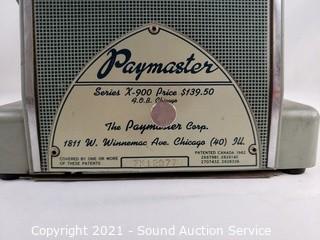 Paymaster
Series X-900 Price $139.50
F.O.B. Chicago
The Paymaster Corp.
1811 W. Winnemac Ave. Chicago (40) Ill.
COVERED BY ONE OR MORE
OF THESE PATENTS
PATENTED CANADA 1962
Copyright 2021 - Sound Auction Service